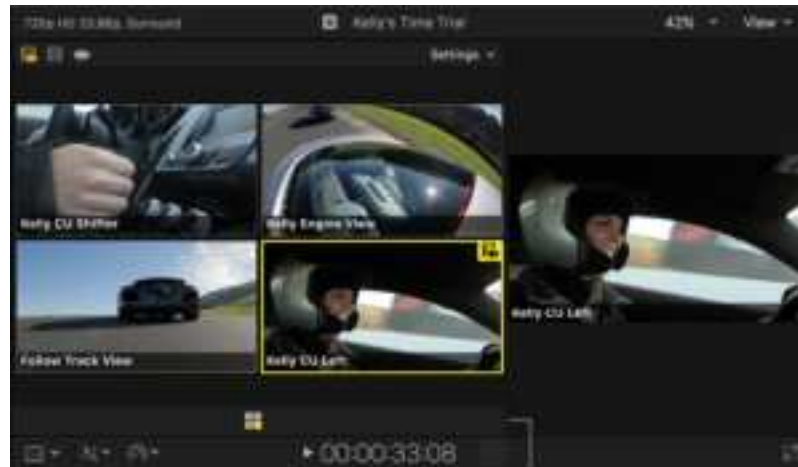 Kelly's Time Trial
42%
View
Settings
Kelly CU Shifter
Kelly Engine View
Follow Track View
Kelly CU Left
Kelly CU Left
00:00:33:08